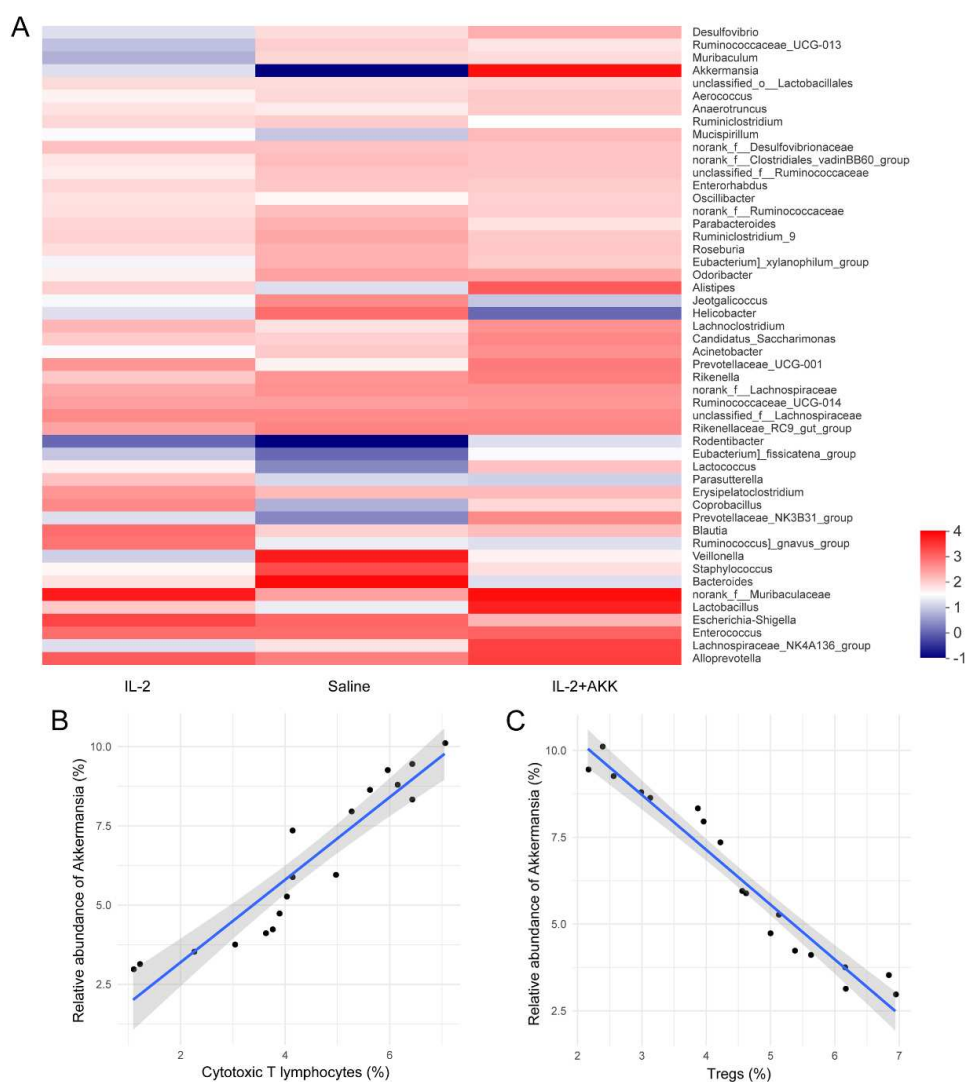 A
Desulfovibrio
Ruminococcaceae_UCG-013
Muribaculum
Akkermansia
unclassified_o__Lactobacillales
Aerococcus
Anaerotruncus
Ruminiclostridium
Mucispirillum
norank_f__Desulfovibrionaceae
norank_f__Clostridiales_vadinBB60_group
unclassified_f__Ruminococcaceae
Enterorhabdus
Oscillibacter
norank_f__Ruminococcaceae
Parabacteroides
Ruminiclostridium_9
Roseburia
Eubacterium]_xylanophilum_group
Odoribacter
Alistipes
Jeotgalicoccus
Helicobacter
Lachnoclostridium
Candidatus_Saccharimonas
Acinetobacter
Prevotellaceae_UCG-001
Rikenella
norank_f__Lachnospiraceae
Ruminococcaceae_UCG-014
unclassified_f__Lachnospiraceae
Rikenellaceae_RC9_gut_group
Rodentibacter
Eubacterium]_fissicatena_group
Lactococcus
Parasutterella
Erysipelatoclostridium
Coprobacillus
Prevotellaceae_NK3B31_group
Blautia
Ruminococcus]_gnavus_group
Veillonella
Staphylococcus
Bacteroides
norank_f__Muribaculaceae
Lactobacillus
Escherichia-Shigella
Enterococcus
Lachnospiraceae_NK4A136_group
Alloprevotella
4
3
2
1
0
-1
IL-2 Saline IL-2+AKK
B
Relative abundance of Akkermansia (%)
10.0
7.5
5.0
2.5
2 4 6
Cytotoxic T lymphocytes (%)
C
Relative abundance of Akkermansia (%)
10.0
7.5
5.0
2.5
2 3 4 5 6 7
Tregs (%)